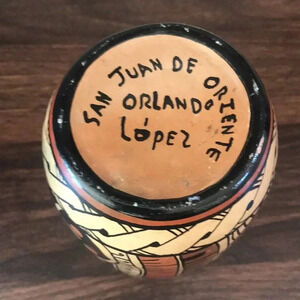 SAN JUAN DE ORIENTE
ORLANDO
LÓPEZ